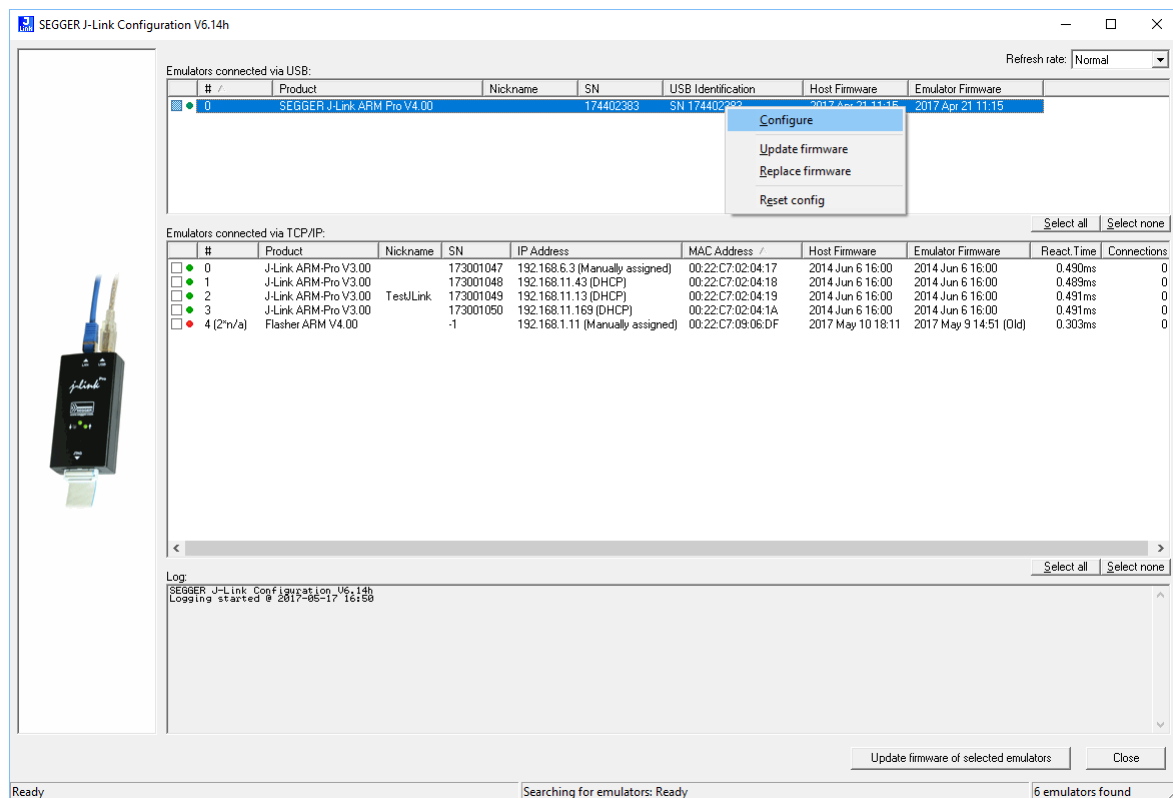 SEGGER J-Link Configuration V6.14h
Refresh rate: Normal
Emulators connected via USB:
# Product Nickname SN USB Identification Host Firmware Emulator Firmware
0 SEGGER J-Link ARM Pro V4.00 174402383 SN 174402383 2017 Apr 21 11:15 2017 Apr 21 11:15
Configure
Update firmware
Replace firmware
Reset config
Select all Select none
Emulators connected via TCP/IP:
# Product Nickname SN IP Address MAC Address Host Firmware Emulator Firmware React.Time Connections
0 J-Link ARM-Pro V3.00 173001047 192.168.6.3 (Manually assigned) 00:22:C7:02:04:17 2014 Jun 6 16:00 2014 Jun 6 16:00 0.490ms 0
1 J-Link ARM-Pro V3.00 173001048 192.168.11.43 (DHCP) 00:22:C7:02:04:18 2014 Jun 6 16:00 2014 Jun 6 16:00 0.489ms 0
2 J-Link ARM-Pro V3.00 TestJLink 173001049 192.168.11.13 (DHCP) 00:22:C7:02:04:19 2014 Jun 6 16:00 2014 Jun 6 16:00 0.491ms 0
3 J-Link ARM-Pro V3.00 173001050 192.168.11.169 (DHCP) 00:22:C7:02:04:1A 2014 Jun 6 16:00 2014 Jun 6 16:00 0.491ms 0
4 (2*n/a) Flasher ARM V4.00 -1 192.168.1.11 (Manually assigned) 00:22:C7:09:06:DF 2017 May 10 18:11 2017 May 9 14:51 (Old) 0.303ms 0
j-link Pro
Select all Select none
Log:
SEGGER J-Link Configuration V6.14h
Logging started @ 2017-05-17 16:50
Update firmware of selected emulators Close
Ready Searching for emulators: Ready 6 emulators found